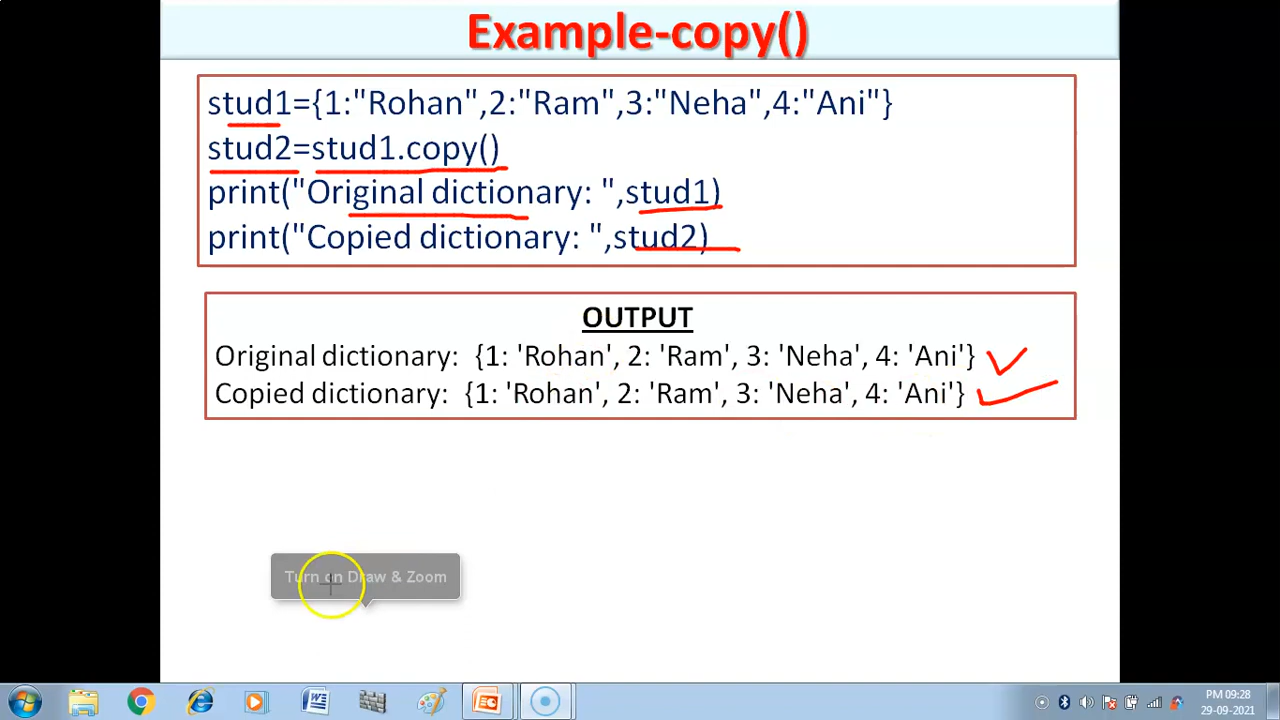 Example-copy()
stud1={1:"Rohan",2:"Ram",3:"Neha",4:"Ani"}
stud2=stud1.copy()
print("Original dictionary: ",stud1)
print("Copied dictionary: ",stud2)
OUTPUT
Original dictionary:  {1: 'Rohan', 2: 'Ram', 3: 'Neha', 4: 'Ani'}
Copied dictionary:  {1: 'Rohan', 2: 'Ram', 3: 'Neha', 4: 'Ani'}
Turn on Draw & Zoom
PM 09:28
29-09-2021